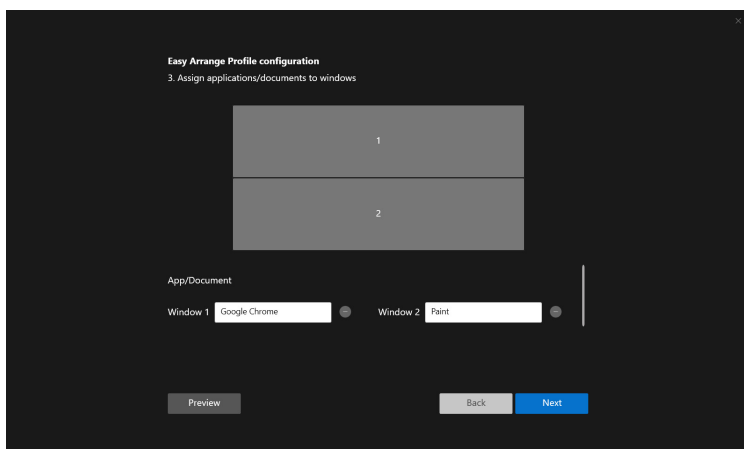 Easy Arrange Profile configuration
3. Assign applications/documents to windows
1
2
App/Document
Window 1 Google Chrome Window 2 Paint
Preview Back Next